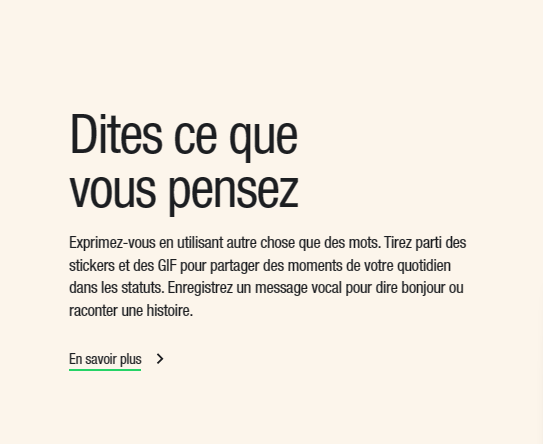 Dites ce que
vous pensez
Exprimez-vous en utilisant autre chose que des mots. Tirez parti des
stickers et des GIF pour partager des moments de votre quotidien
dans les statuts. Enregistrez un message vocal pour dire bonjour ou
raconter une histoire.
En savoir plus